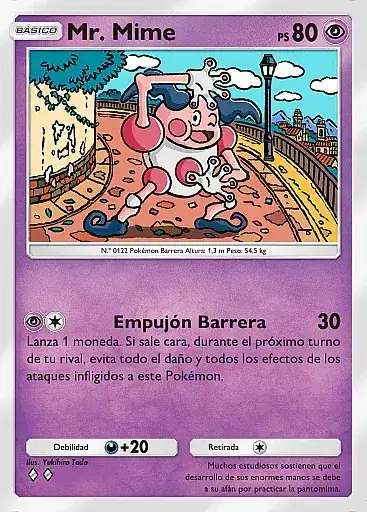 BÁSICO Mr. Mime PS 80
N.º 0122 Pokémon Barrera Altura: 1,3 m Peso: 54,5 kg
Empujón Barrera 30
Lanza 1 moneda. Si sale cara, durante el próximo turno
de tu rival, evita todo el daño y todos los efectos de los
ataques infligidos a este Pokémon.
Debilidad +20 Retirada
Ilus. Yukihiro Tada
Muchos estudiosos sostienen que el
desarrollo de sus enormes manos se debe
a su afán por practicar la pantomima.